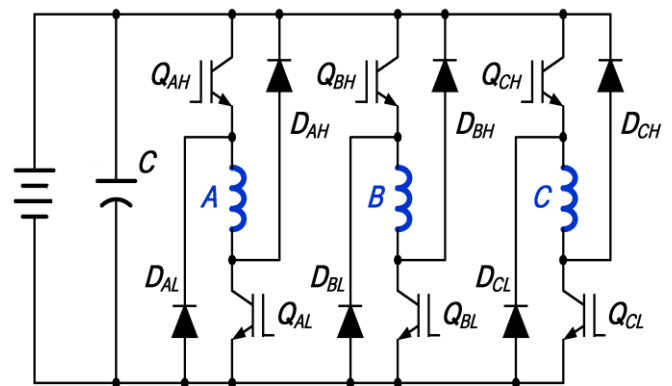 Q_AH
Q_BH
Q_CH
D_AH
D_BH
D_CH
C
A
B
C
D_AL
D_BL
D_CL
Q_AL
Q_BL
Q_CL